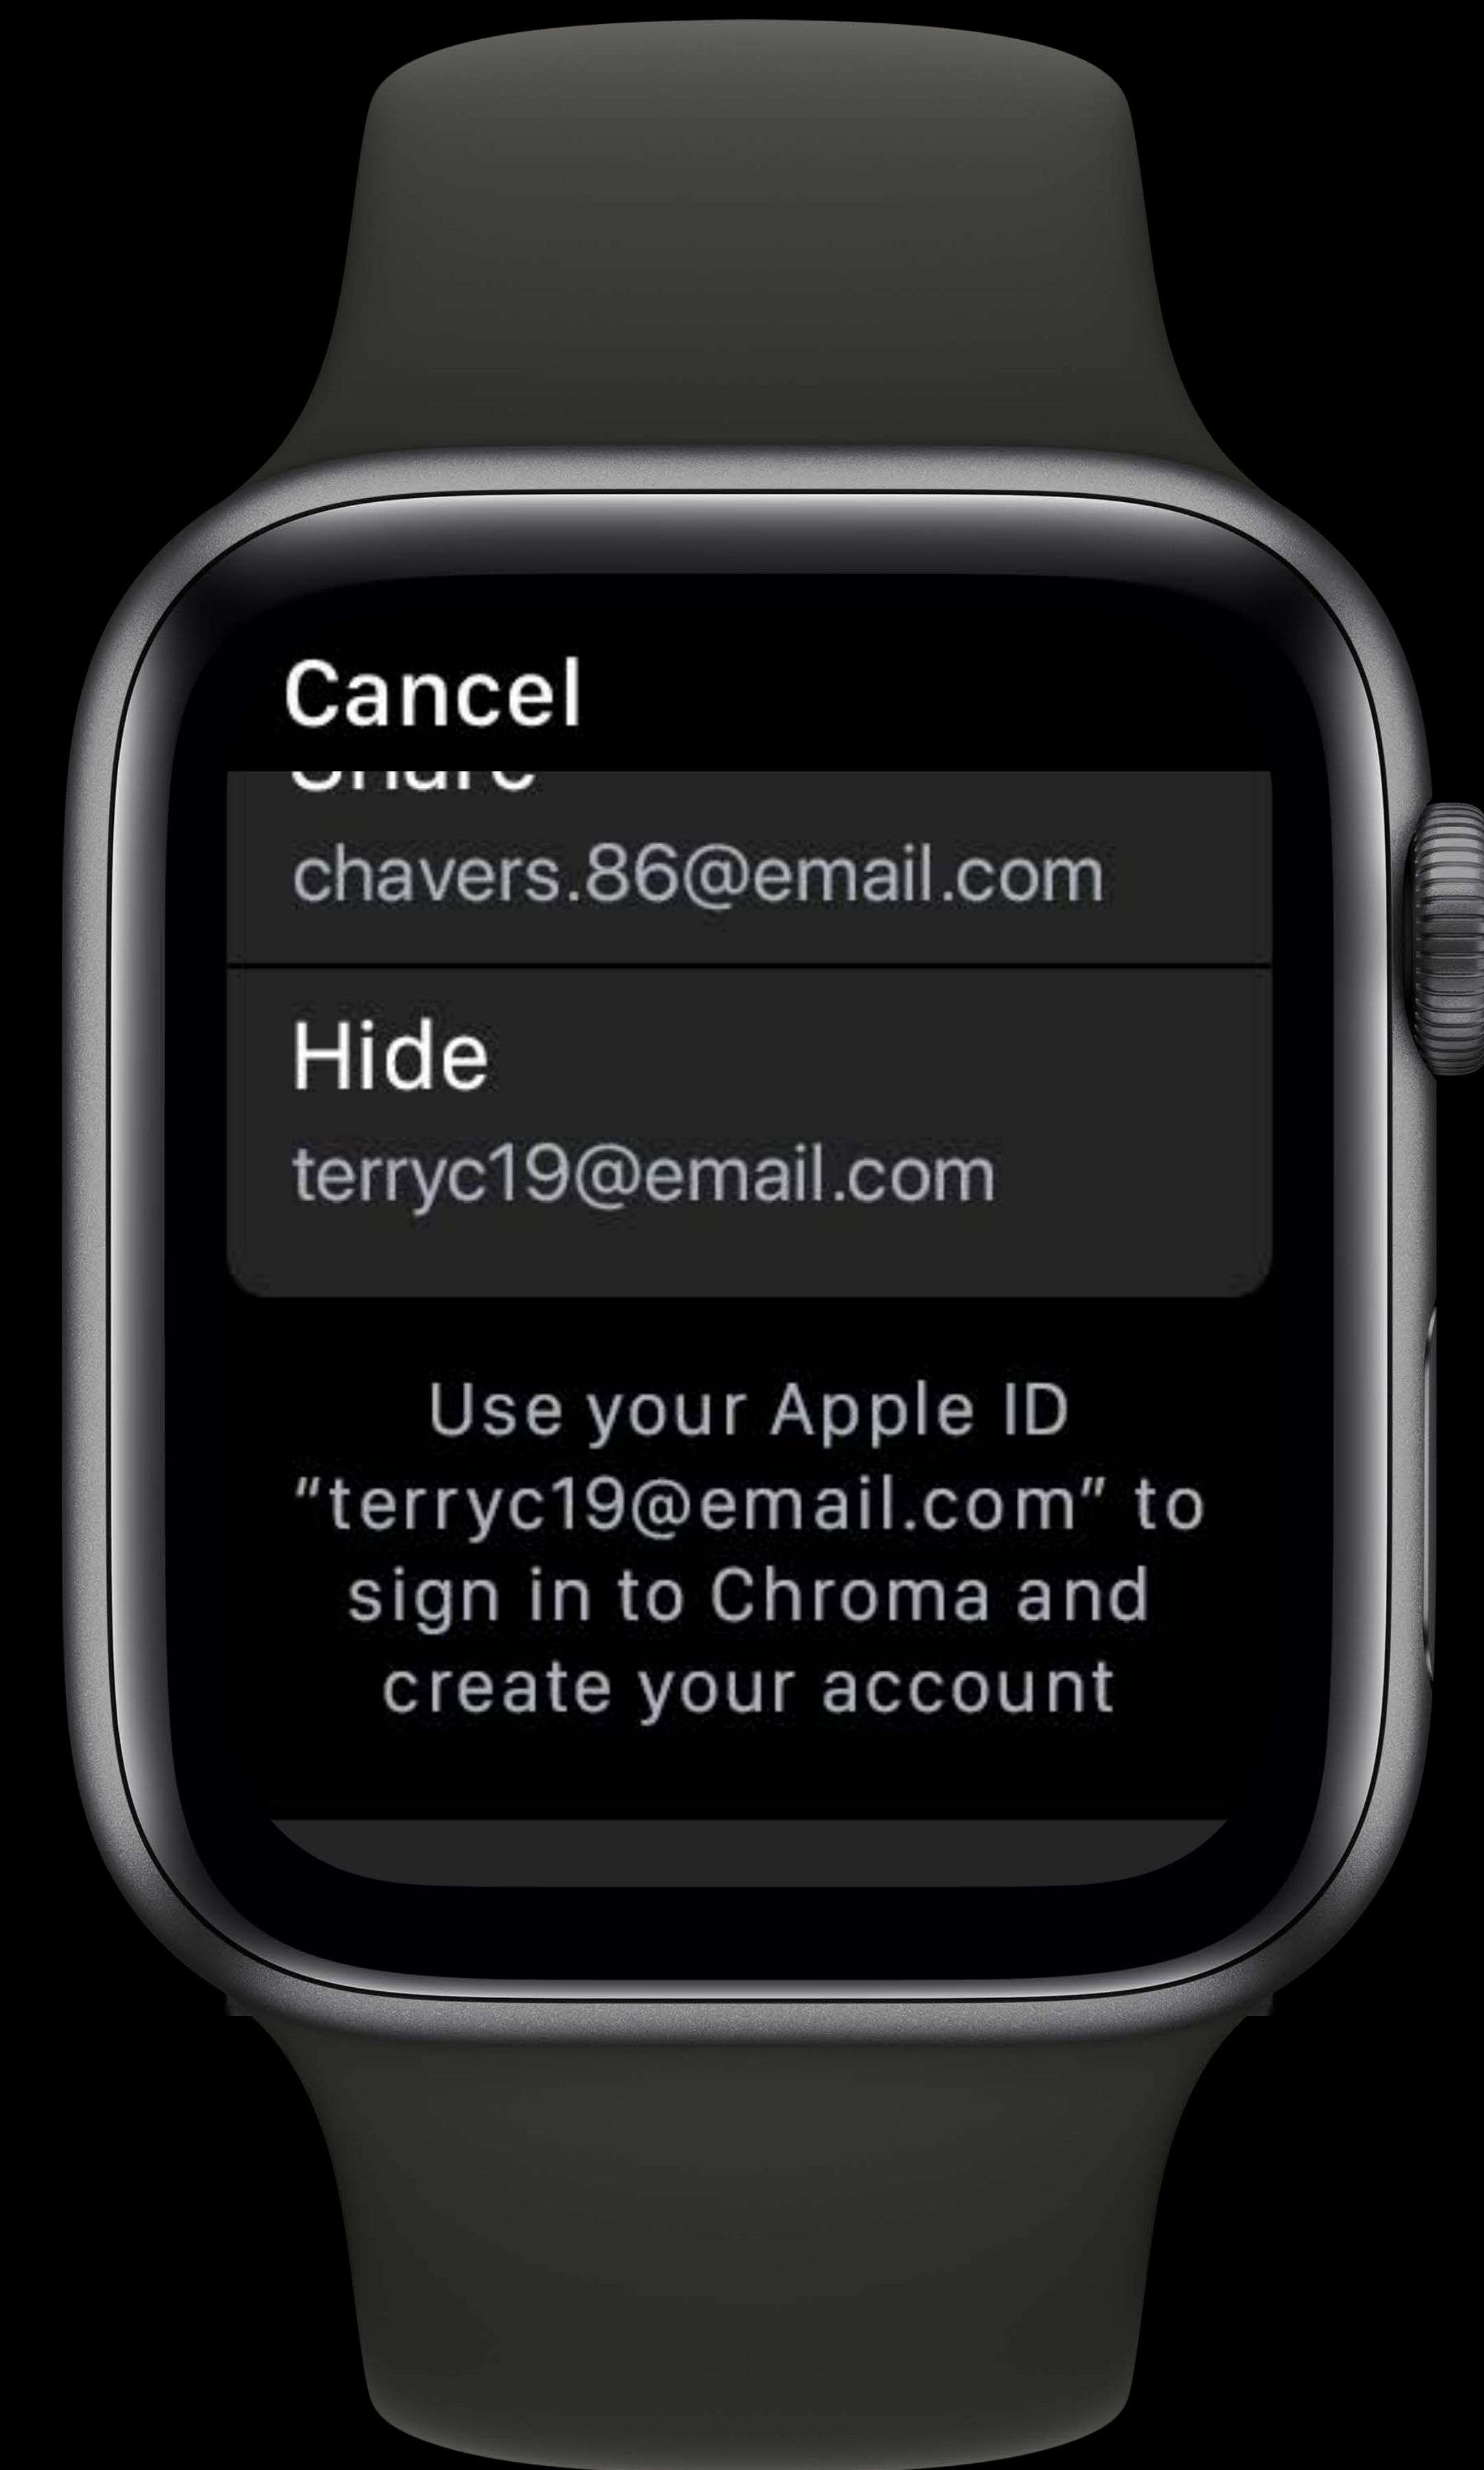 Cancel
Share
chavers.86@email.com
Hide
terryc19@email.com
Use your Apple ID
“terryc19@email.com” to
sign in to Chroma and
create your account